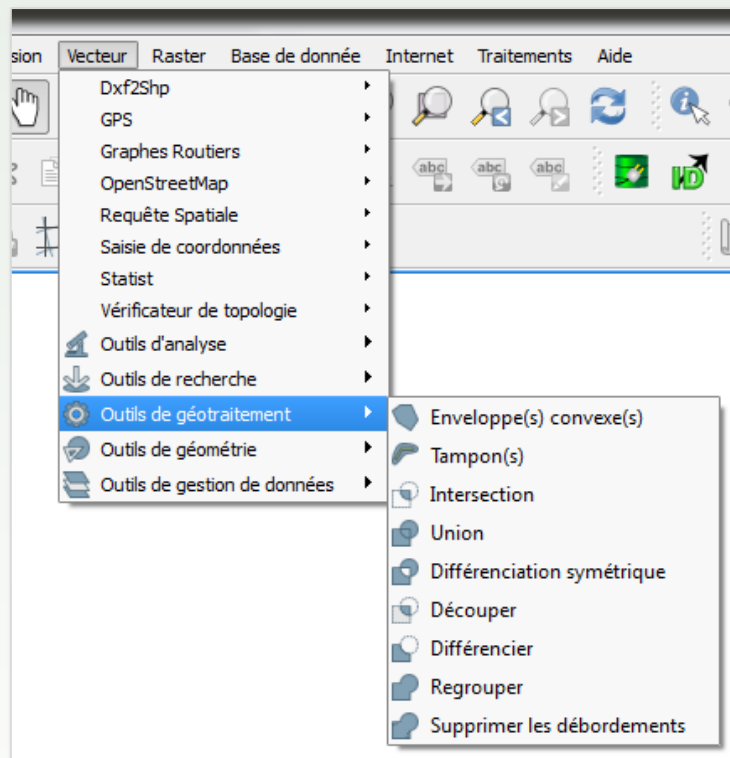 sion Vecteur Raster Base de donnée Internet Traitements Aide
Dxf2Shp
GPS
Graphes Routiers
OpenStreetMap
Requête Spatiale
Saisie de coordonnées
Statist
Vérificateur de topologie
Outils d'analyse
Outils de recherche
Outils de géotraitement
Outils de géométrie
Outils de gestion de données
abc abc abc
Enveloppe(s) convexe(s)
Tampon(s)
Intersection
Union
Différenciation symétrique
Découper
Différencier
Regrouper
Supprimer les débordements